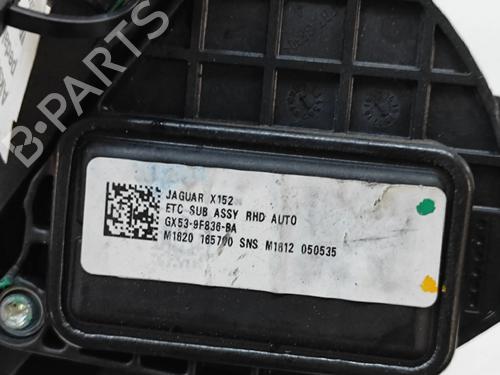 JAGUAR X152
ETC SUB ASSY RHD AUTO
GX53-9F836-BA
M1820 165700 SNS M1812 050535
B-PARTS